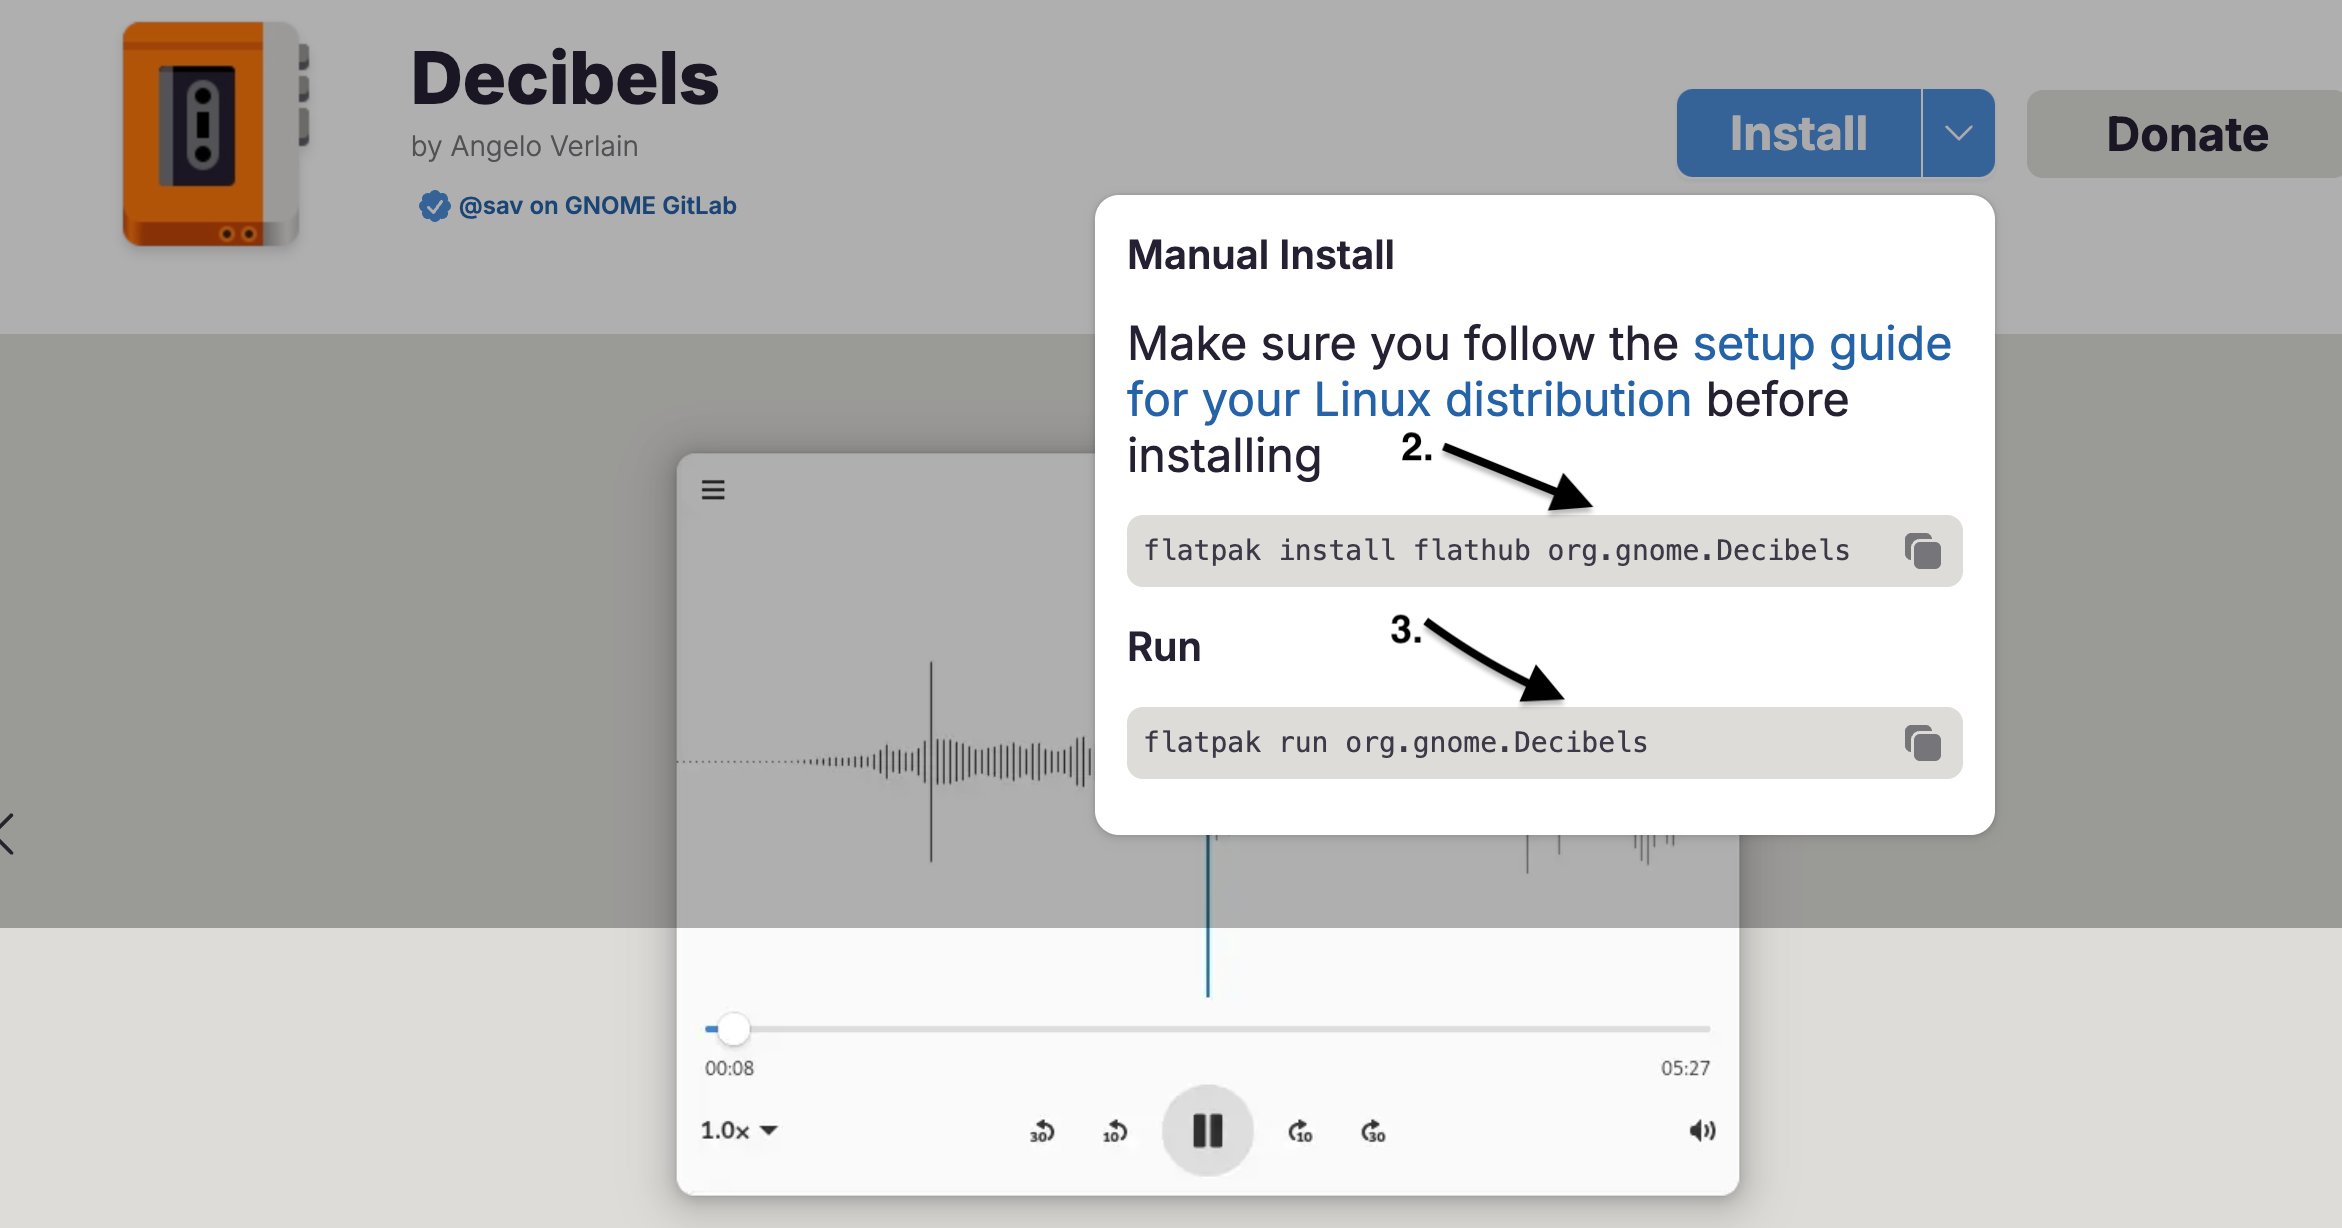 Decibels
by Angelo Verlain
@sav on GNOME GitLab
Install
Donate
Manual Install
Make sure you follow the setup guide
for your Linux distribution before
installing
2.
flatpak install flathub org.gnome.Decibels
3.
Run
flatpak run org.gnome.Decibels
00:08
05:27
1.0x
30
10
10
30